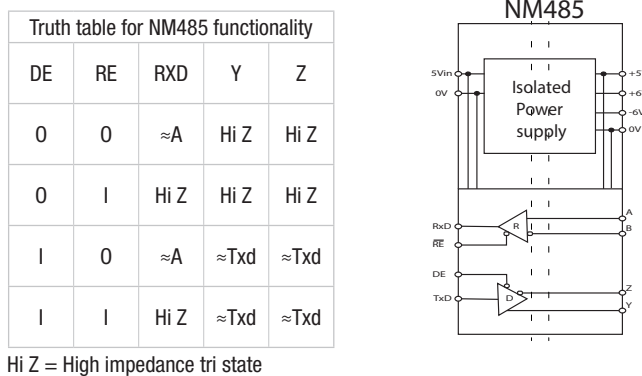 Truth table for NM485 functionality
DE RE RXD Y Z
0 0 ≈A Hi Z Hi Z
0 I Hi Z Hi Z Hi Z
I 0 ≈A ≈Txd ≈Txd
I I Hi Z ≈Txd ≈Txd
Hi Z = High impedance tri state
NM485
5Vin
0V
Isolated
Power
supply
+5
+6
-6V
0V
RxD
RE
R
A
B
DE
TxD
D
Z
Y